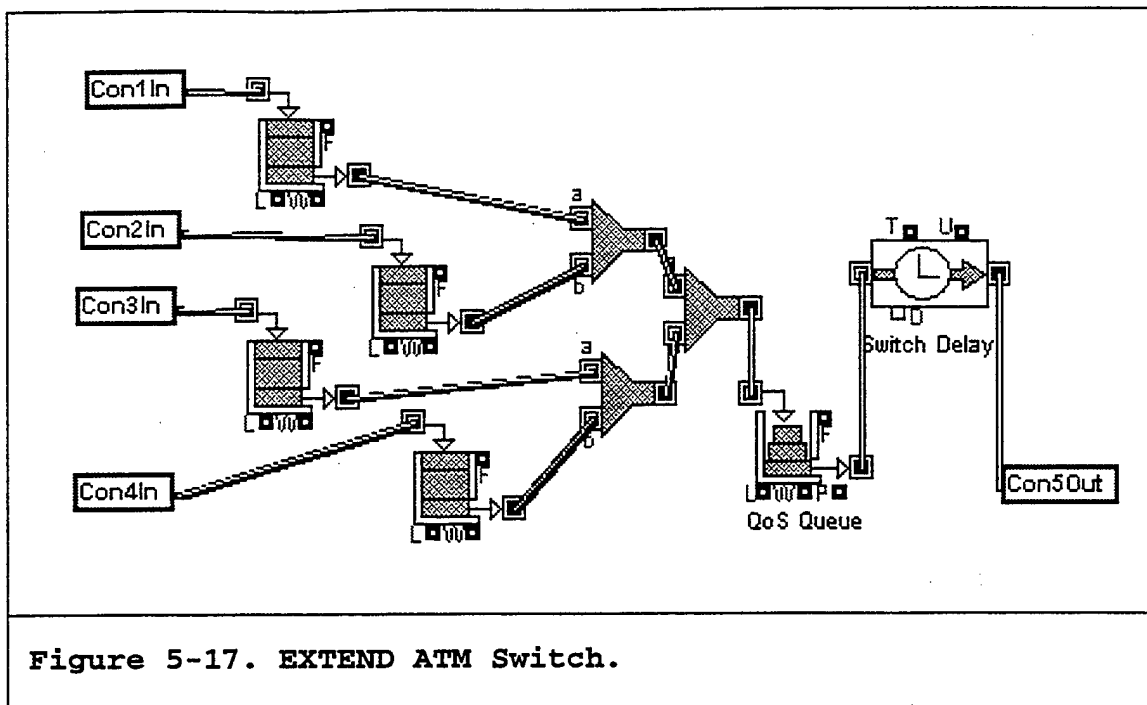 Con1In
F
L W
a
Con2In
F
L W
b
Con3In
F
L W
a
Con4In
F
L W
b
T U
D
Switch Delay
F
L W P
QoS Queue
Con5Out
Figure 5-17. EXTEND ATM Switch.